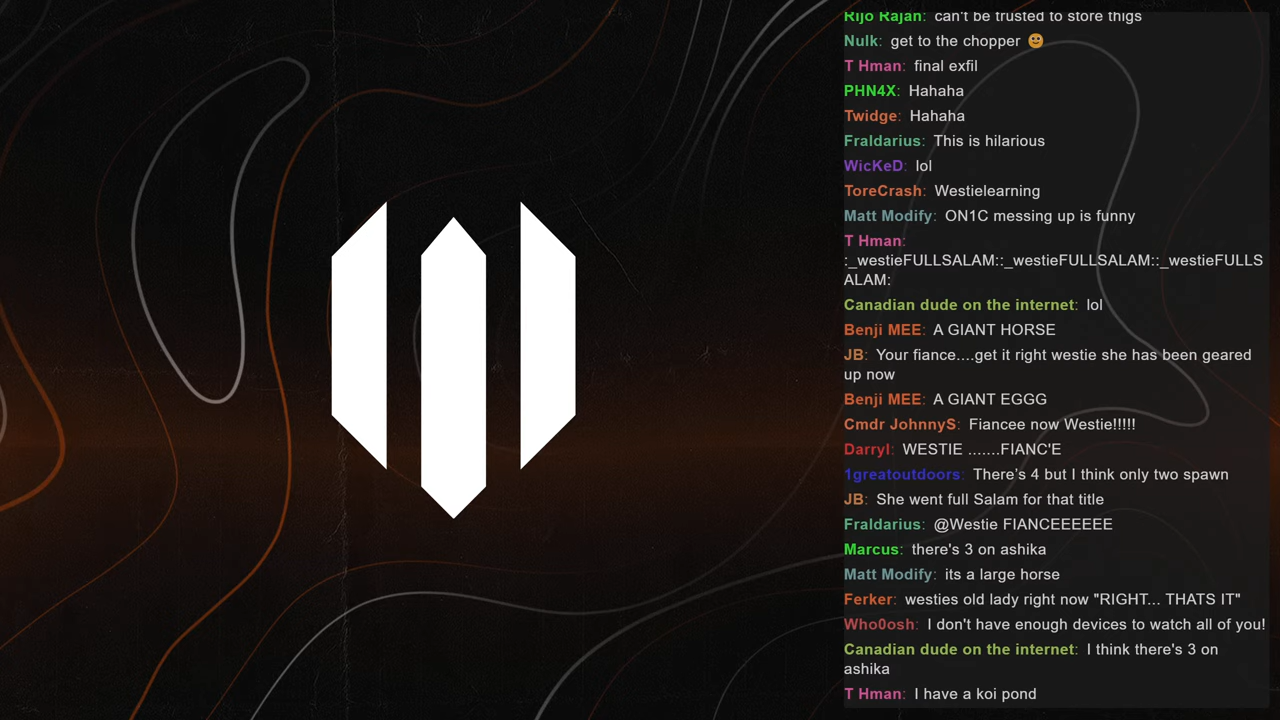 Rijo Rajan: can't be trusted to store thigs
Nulk: get to the chopper 🙂
T Hman: final exfil
PHN4X: Hahaha
Twidge: Hahaha
Fraldarius: This is hilarious
WicKeD: lol
ToreCrash: Westielearning
Matt Modify: ON1C messing up is funny
T Hman:
:_westieFULLSALAM::_westieFULLSALAM::_westieFULLS
ALAM:
Canadian dude on the internet: lol
Benji MEE: A GIANT HORSE
JB: Your fiance....get it right westie she has been geared
up now
Benji MEE: A GIANT EGGG
Cmdr JohnnyS: Fiancee now Westie!!!!!
Darryl: WESTIE .......FIANC'E
1greatoutdoors: There's 4 but I think only two spawn
JB: She went full Salam for that title
Fraldarius: @Westie FIANCEEEEEE
Marcus: there's 3 on ashika
Matt Modify: its a large horse
Ferker: westies old lady right now "RIGHT... THATS IT"
Who0osh: I don't have enough devices to watch all of you!
Canadian dude on the internet: I think there's 3 on
ashika
T Hman: I have a koi pond